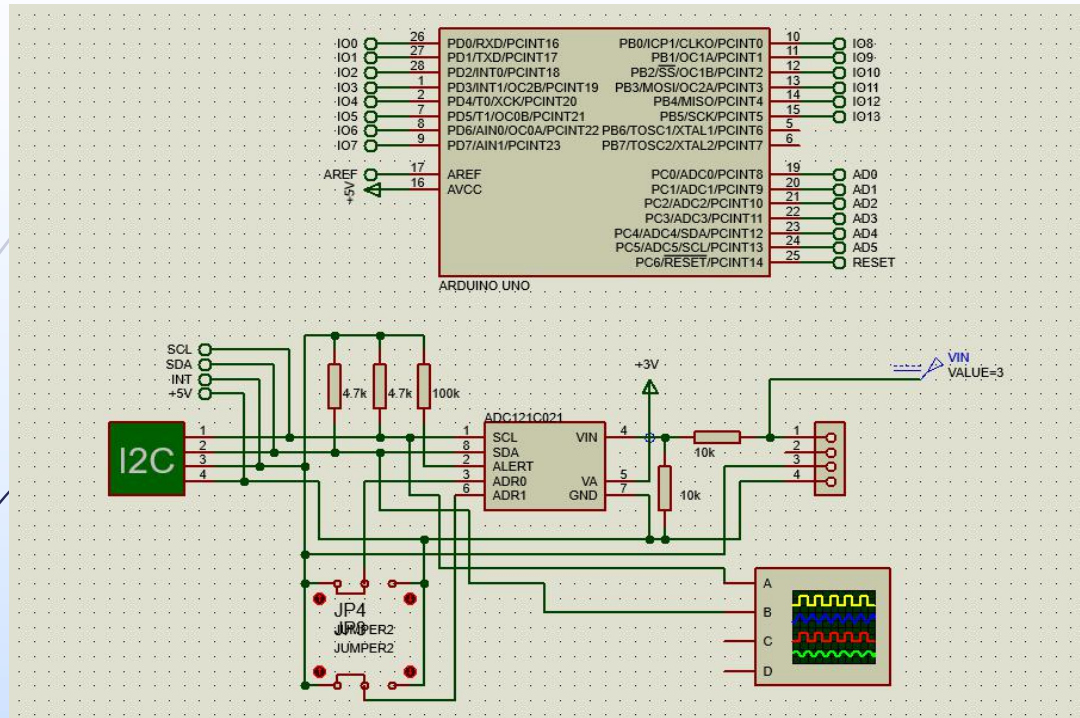 26 PD0/RXD/PCINT16 PB0/ICP1/CLKO/PCINT0 10
IO0 IO8
27 PD1/TXD/PCINT17 PB1/OC1A/PCINT1 11
IO1 IO9
28 PD2/INT0/PCINT18 PB2/SS/OC1B/PCINT2 12
IO2 IO10
1 PD3/INT1/OC2B/PCINT19 PB3/MOSI/OC2A/PCINT3 13
IO3 IO11
2 PD4/T0/XCK/PCINT20 PB4/MISO/PCINT4 14
IO4 IO12
7 PD5/T1/OC0B/PCINT21 PB5/SCK/PCINT5 15
IO5 IO13
8 PD6/AIN0/OC0A/PCINT22 PB6/TOSC1/XTAL1/PCINT6 5
IO6
9 PD7/AIN1/PCINT23 PB7/TOSC2/XTAL2/PCINT7 6
IO7
AREF 17 AREF PC0/ADC0/PCINT8 19 AD0
+5V 16 AVCC PC1/ADC1/PCINT9 20 AD1
PC2/ADC2/PCINT10 21 AD2
PC3/ADC3/PCINT11 22 AD3
PC4/ADC4/SDA/PCINT12 23 AD4
PC5/ADC5/SCL/PCINT13 24 AD5
PC6/RESET/PCINT14 25 RESET
ARDUINO UNO
SCL
SDA
INT
+5V
+3V
VIN
VALUE=3
4.7k 4.7k 100k
ADC121C021
I2C
1 1 SCL VIN 4 1
2 8 SDA 2
3 2 ALERT 3
4 3 ADR0 VA 5 4
6 ADR1 GND 7
10k
10k
JP4
JP3
JUMPER2
JUMPER2
A
B
C
D